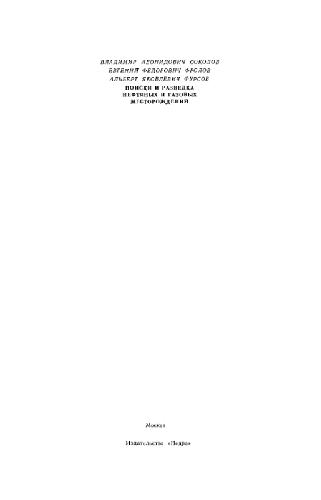 ВЛАДИМИР ЛЕОНИДОВИЧ СОКОЛОВ
ЕВГЕНИЙ ФЕДОРОВИЧ ФРОЛОВ
АЛЬБЕРТ ЯКОВЛЕВИЧ ФУРСОВ
ПОИСКИ И РАЗВЕДКА
НЕФТЯНЫХ И ГАЗОВЫХ
МЕСТОРОЖДЕНИЙ
Москва
Издательство «Недра»